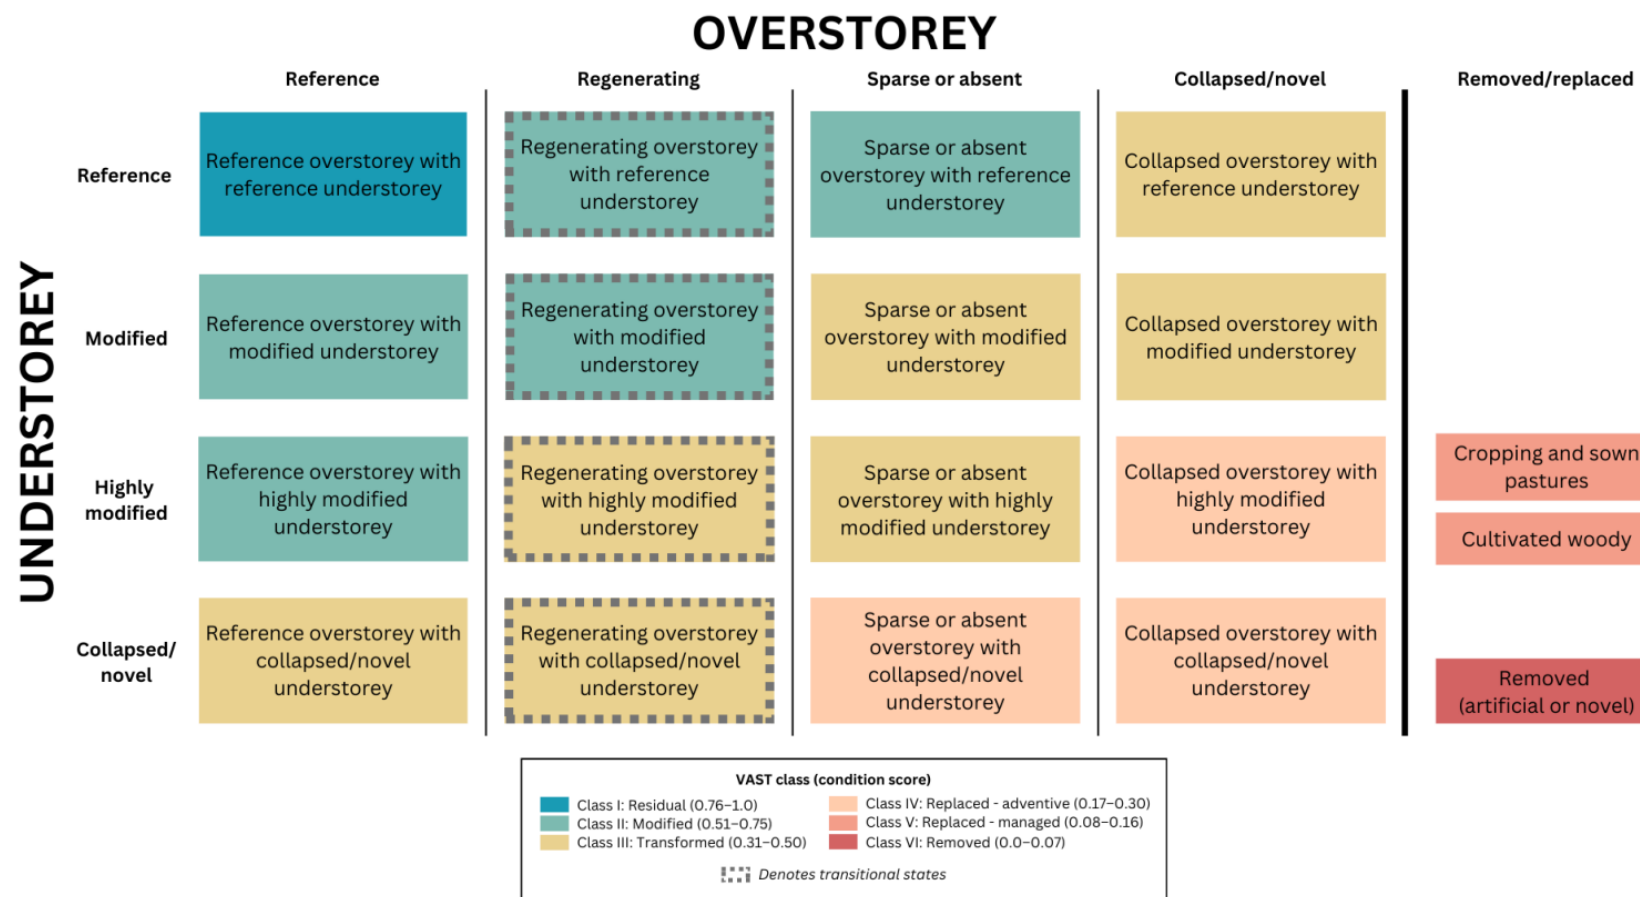 OVERSTOREY
Reference
Regenerating
Sparse or absent
Collapsed/novel
Removed/replaced
UNDERSTOREY
Reference
Reference overstorey with
reference understorey
Regenerating overstorey
with reference
understorey
Sparse or absent
overstorey with reference
understorey
Collapsed overstorey with
reference understorey
Modified
Reference overstorey with
modified understorey
Regenerating overstorey
with modified
understorey
Sparse or absent
overstorey with modified
understorey
Collapsed overstorey with
modified understorey
Highly
modified
Reference overstorey with
highly modified
understorey
Regenerating overstorey
with highly modified
understorey
Sparse or absent
overstorey with highly
modified understorey
Collapsed overstorey with
highly modified
understorey
Cropping and sown
pastures
Cultivated woody
Collapsed/
novel
Reference overstorey with
collapsed/novel
understorey
Regenerating overstorey
with collapsed/novel
understorey
Sparse or absent
overstorey with
collapsed/novel
understorey
Collapsed overstorey with
collapsed/novel
understorey
Removed
(artificial or novel)
VAST class (condition score)
Class I: Residual (0.76–1.0)
Class II: Modified (0.51–0.75)
Class III: Transformed (0.31–0.50)
Class IV: Replaced - adventive (0.17–0.30)
Class V: Replaced - managed (0.08–0.16)
Class VI: Removed (0.0–0.07)
Denotes transitional states